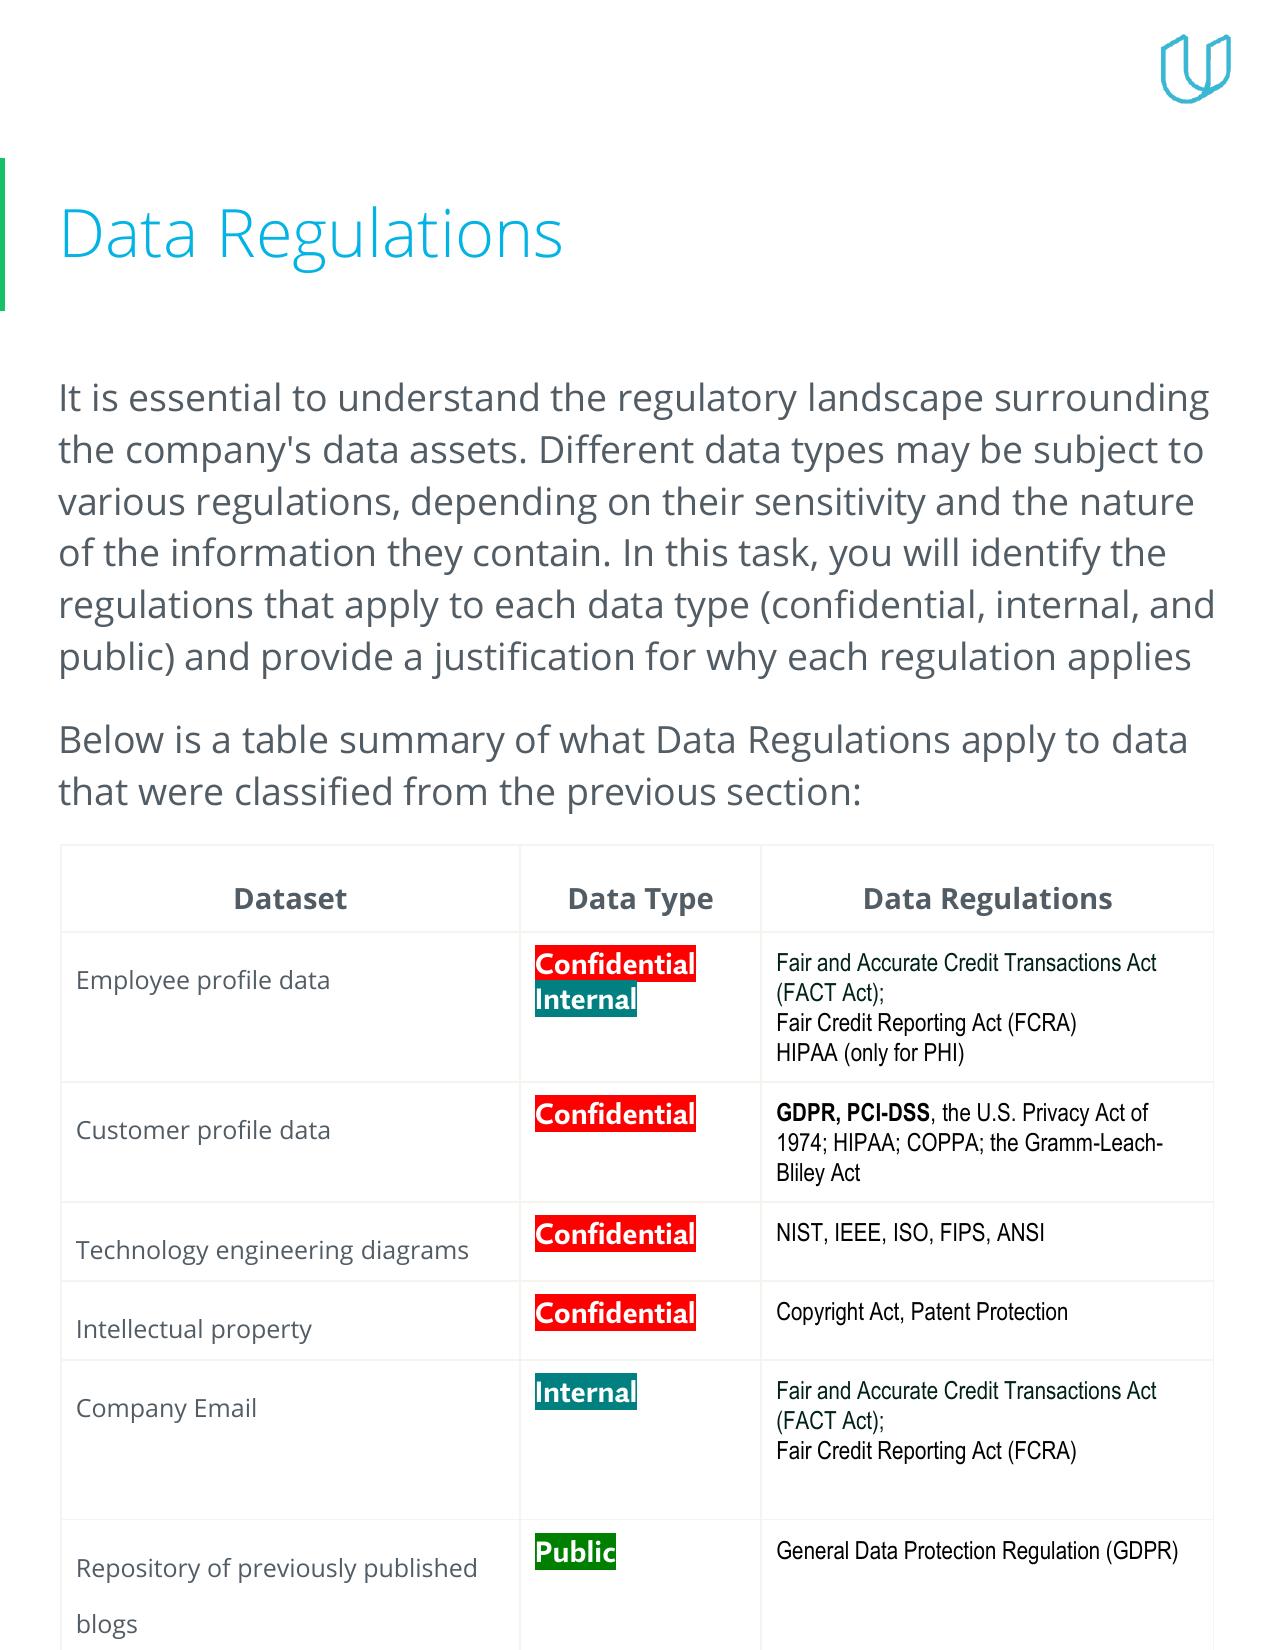 Data Regulations
It is essential to understand the regulatory landscape surrounding
the company's data assets. Different data types may be subject to
various regulations, depending on their sensitivity and the nature
of the information they contain. In this task, you will identify the
regulations that apply to each data type (confidential, internal, and
public) and provide a justification for why each regulation applies
Below is a table summary of what Data Regulations apply to data
that were classified from the previous section:
Dataset
Data Type
Data Regulations
Employee profile data
Confidential
Internal
Fair and Accurate Credit Transactions Act
(FACT Act);
Fair Credit Reporting Act (FCRA)
HIPAA (only for PHI)
Customer profile data
Confidential
GDPR, PCI-DSS, the U.S. Privacy Act of
1974; HIPAA; COPPA; the Gramm-Leach-
Bliley Act
Technology engineering diagrams
Confidential
NIST, IEEE, ISO, FIPS, ANSI
Intellectual property
Confidential
Copyright Act, Patent Protection
Company Email
Internal
Fair and Accurate Credit Transactions Act
(FACT Act);
Fair Credit Reporting Act (FCRA)
Repository of previously published
blogs
Public
General Data Protection Regulation (GDPR)